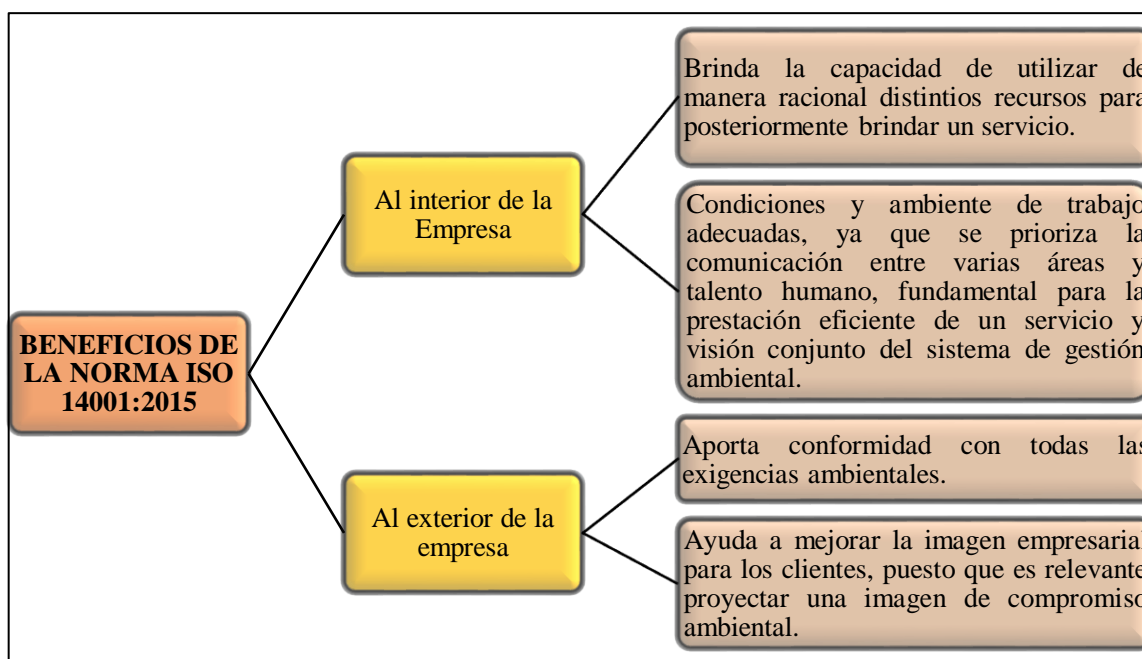 BENEFICIOS DE
LA NORMA ISO
14001:2015
Al interior de la
Empresa
Brinda la capacidad de utilizar de
manera racional distintios recursos para
posteriormente brindar un servicio.
Condiciones y ambiente de trabajo
adecuadas, ya que se prioriza la
comunicación entre varias áreas y
talento humano, fundamental para la
prestación eficiente de un servicio y
visión conjunto del sistema de gestión
ambiental.
Al exterior de la
empresa
Aporta conformidad con todas las
exigencias ambientales.
Ayuda a mejorar la imagen empresarial
para los clientes, puesto que es relevante
proyectar una imagen de compromiso
ambiental.